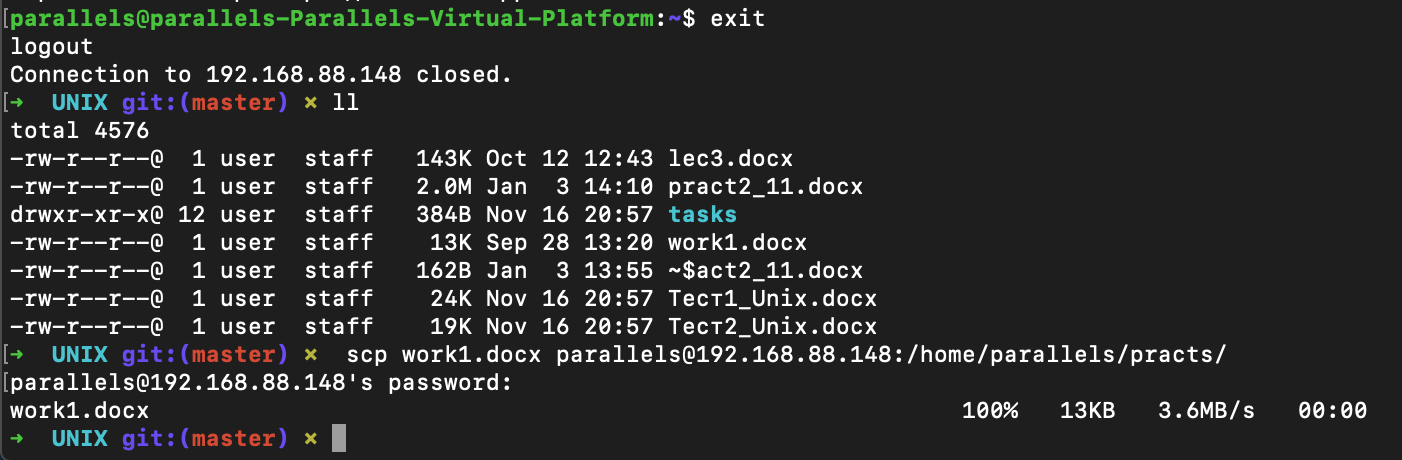 parallels@parallels-Parallels-Virtual-Platform:~$ exit
logout
Connection to 192.168.88.148 closed.
➜  UNIX git:(master) ✗ ll
total 4576
-rw-r--r--@  1 user  staff   143K Oct 12 12:43 lec3.docx
-rw-r--r--@  1 user  staff   2.0M Jan  3 14:10 pract2_11.docx
drwxr-xr-x@ 12 user  staff   384B Nov 16 20:57 tasks
-rw-r--r--@  1 user  staff    13K Sep 28 13:20 work1.docx
-rw-r--r--@  1 user  staff   162B Jan  3 13:55 ~$act2_11.docx
-rw-r--r--@  1 user  staff    24K Nov 16 20:57 Тест1_Unix.docx
-rw-r--r--@  1 user  staff    19K Nov 16 20:57 Тест2_Unix.docx
➜  UNIX git:(master) ✗  scp work1.docx parallels@192.168.88.148:/home/parallels/practs/
parallels@192.168.88.148's password:
work1.docx                                                           100%   13KB   3.6MB/s   00:00
➜  UNIX git:(master) ✗